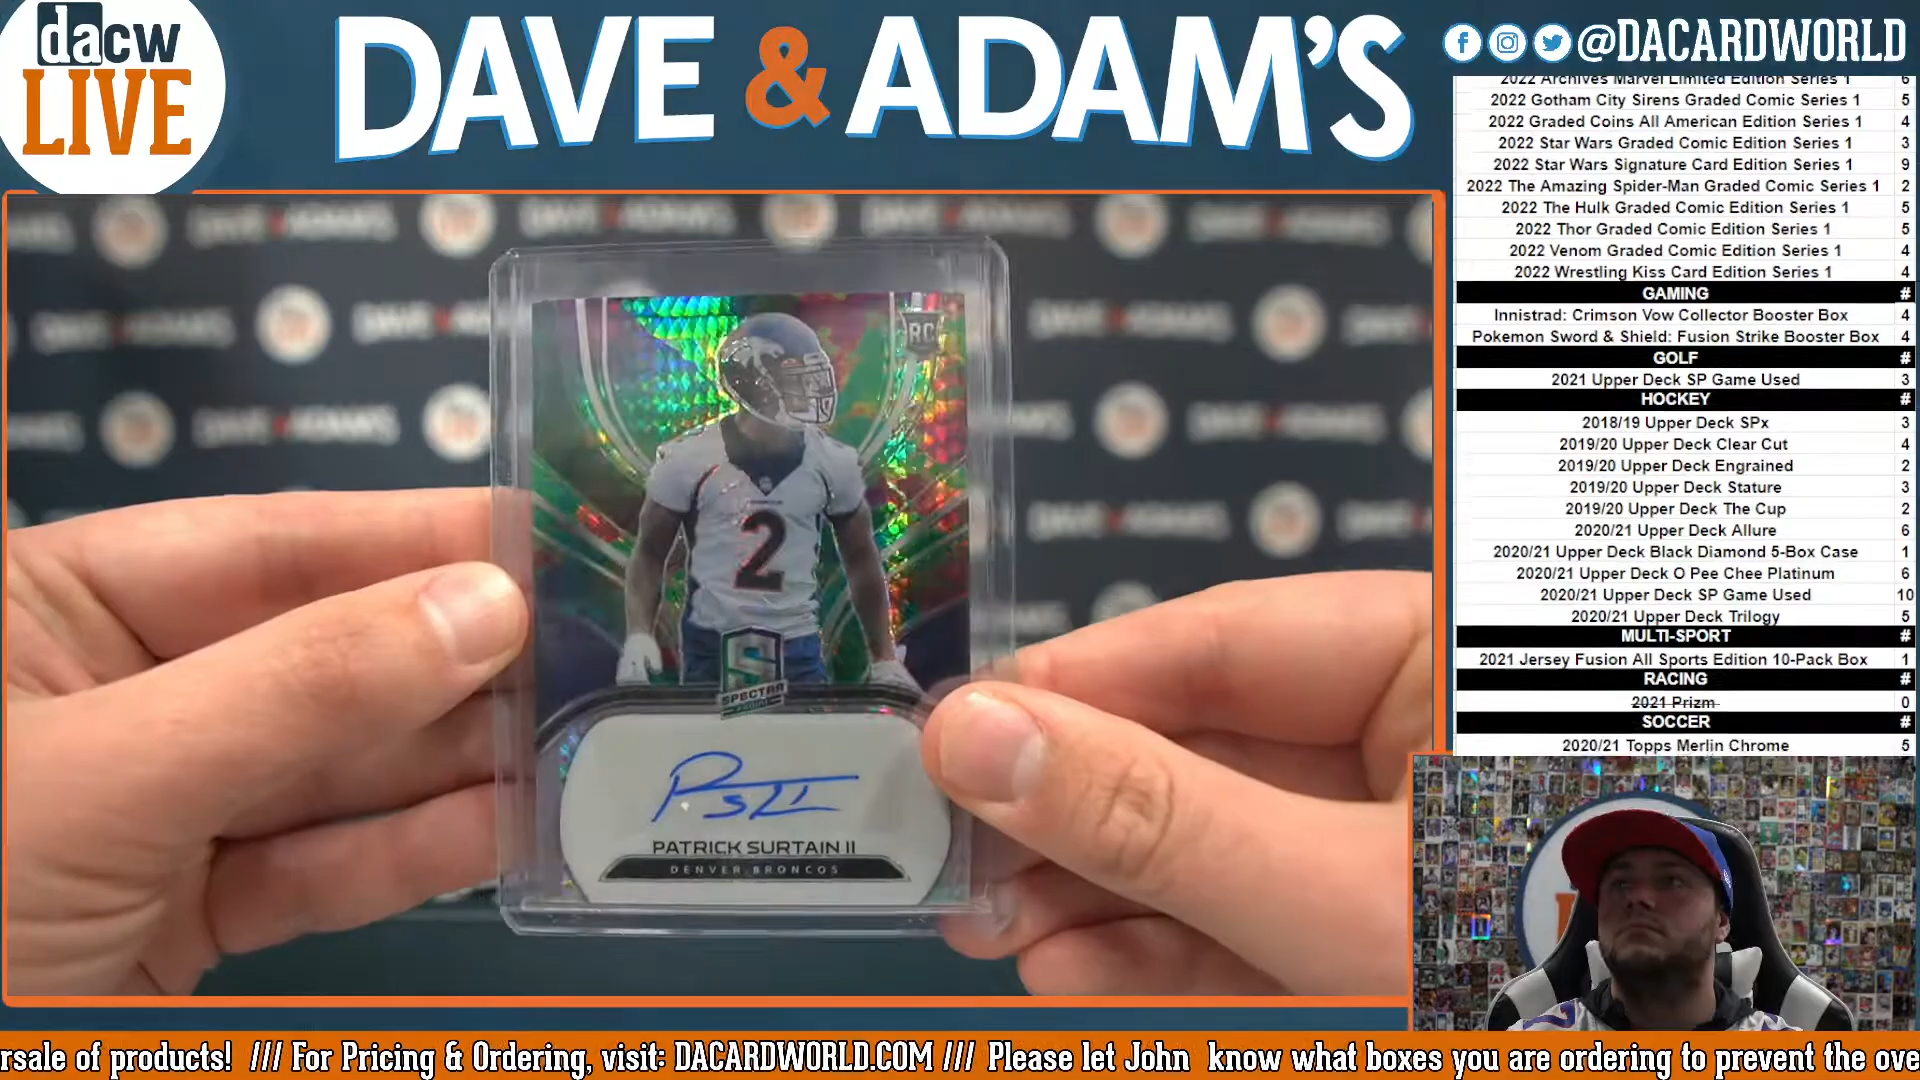 dacw
LIVE
DAVE & ADAM'S
@DACARDWORLD
2022 Archives Marvel Limited Edition Series 1 6
2022 Gotham City Sirens Graded Comic Series 1 5
2022 Graded Coins All American Edition Series 1 4
2022 Star Wars Graded Comic Edition Series 1 3
2022 Star Wars Signature Card Edition Series 1 9
2022 The Amazing Spider-Man Graded Comic Series 1 2
2022 The Hulk Graded Comic Edition Series 1 5
2022 Thor Graded Comic Edition Series 1 5
2022 Venom Graded Comic Edition Series 1 4
2022 Wrestling Kiss Card Edition Series 1 4
GAMING #
Innistrad: Crimson Vow Collector Booster Box 4
Pokemon Sword & Shield: Fusion Strike Booster Box 4
GOLF #
2021 Upper Deck SP Game Used 3
HOCKEY #
2018/19 Upper Deck SPx 3
2019/20 Upper Deck Clear Cut 4
2019/20 Upper Deck Engrained 2
2019/20 Upper Deck Stature 3
2019/20 Upper Deck The Cup 2
2020/21 Upper Deck Allure 6
2020/21 Upper Deck Black Diamond 5-Box Case 1
2020/21 Upper Deck O Pee Chee Platinum 6
2020/21 Upper Deck SP Game Used 10
2020/21 Upper Deck Trilogy 5
MULTI-SPORT #
2021 Jersey Fusion All Sports Edition 10-Pack Box 1
RACING #
2021 Prizm 0
SOCCER #
2020/21 Topps Merlin Chrome 5
DAVE & ADAM'S
RC
2
S
SPECTRA
PANINI
PATRICK SURTAIN II
DENVER BRONCOS
rsale of products! /// For Pricing & Ordering, visit: DACARDWORLD.COM /// Please let John know what boxes you are ordering to prevent the ove